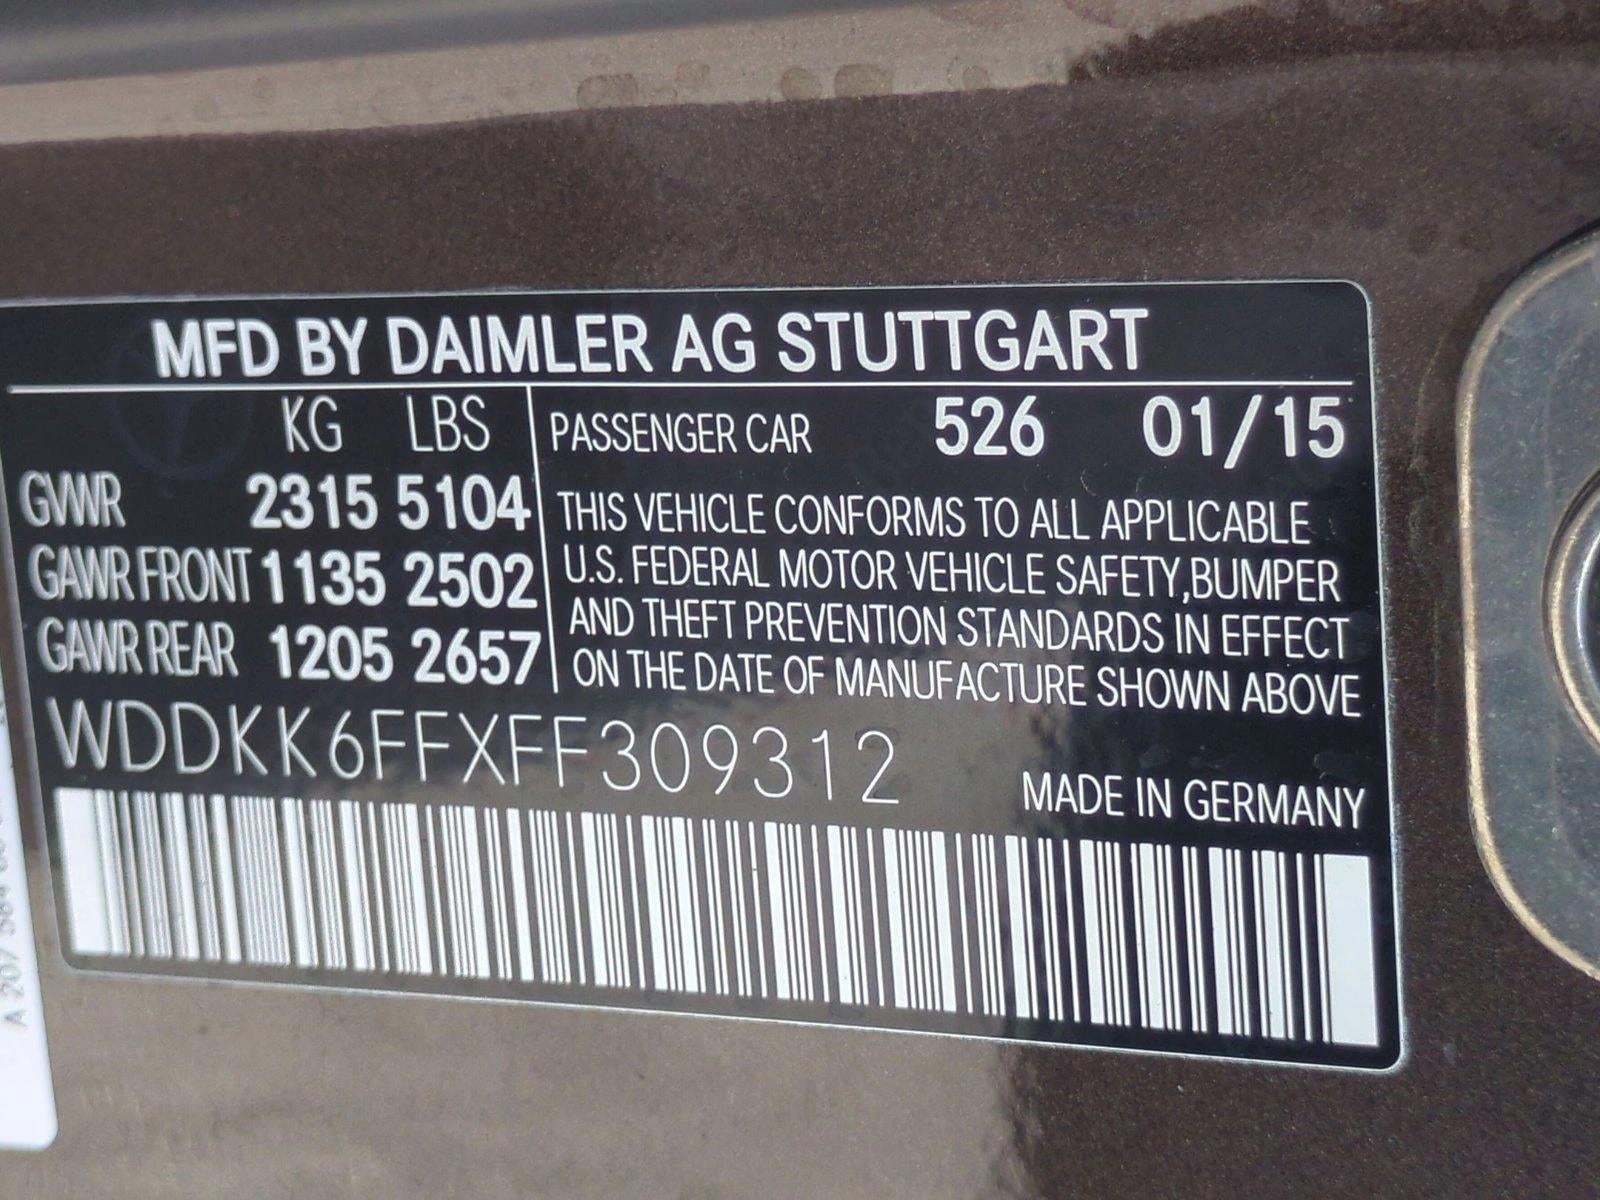 MFD BY DAIMLER AG STUTTGART
KG LBS
GVWR 2315 5104
GAWR FRONT 1135 2502
GAWR REAR 1205 2657
PASSENGER CAR 526 01/15
THIS VEHICLE CONFORMS TO ALL APPLICABLE
U.S. FEDERAL MOTOR VEHICLE SAFETY, BUMPER
AND THEFT PREVENTION STANDARDS IN EFFECT
ON THE DATE OF MANUFACTURE SHOWN ABOVE
WDDKK6FFXFF309312
MADE IN GERMANY
A 207 584